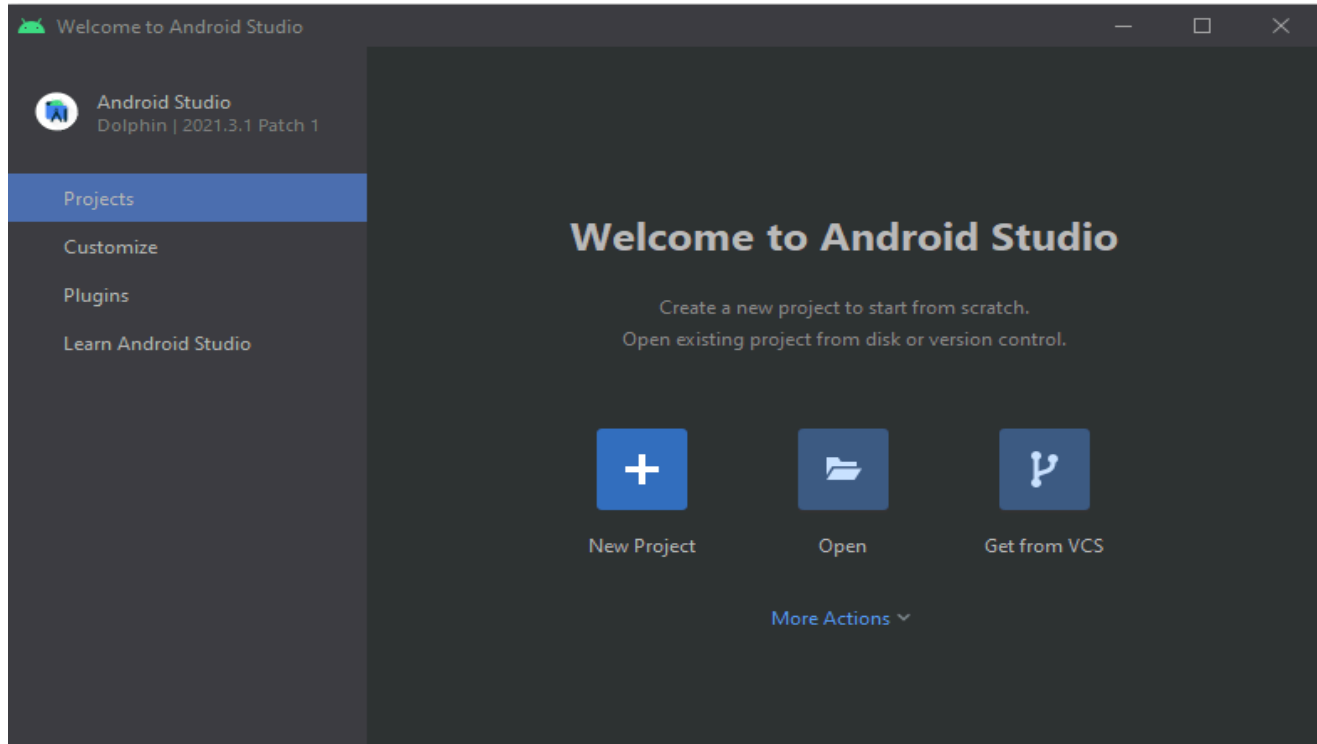 Welcome to Android Studio
Android Studio
Dolphin | 2021.3.1 Patch 1
Projects
Customize
Plugins
Learn Android Studio
Welcome to Android Studio
Create a new project to start from scratch.
Open existing project from disk or version control.
New Project
Open
Get from VCS
More Actions